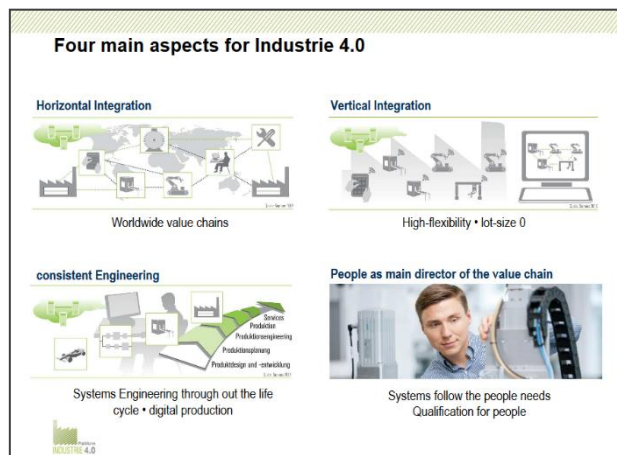 Four main aspects for Industrie 4.0
Horizontal Integration
Worldwide value chains
Vertical Integration
High-flexibility • lot-size 0
consistent Engineering
Services
Produktion
Produktionsengineering
Produktionsplanung
Produktdesign und -entwicklung
Systems Engineering through out the life
cycle • digital production
People as main director of the value chain
Systems follow the people needs
Qualification for people
INDUSTRIE 4.0